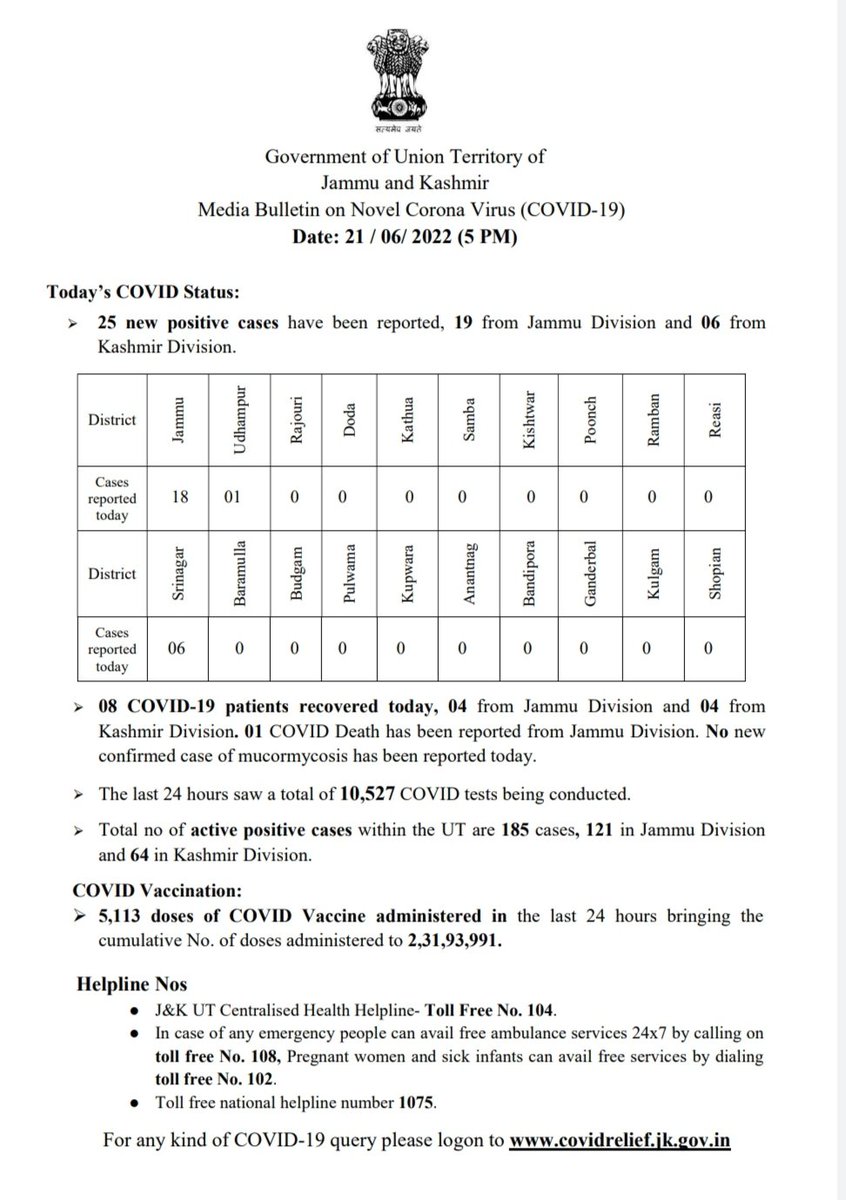 सत्यमेव जयते
Government of Union Territory of
Jammu and Kashmir
Media Bulletin on Novel Corona Virus (COVID-19)
Date: 21 / 06/ 2022 (5 PM)
Today’s COVID Status:
➢ 25 new positive cases have been reported, 19 from Jammu Division and 06 from
Kashmir Division.
District Jammu Udhampur Rajouri Doda Kathua Samba Kishtwar Poonch Ramban Reasi
Cases
reported
today
18 01 0 0 0 0 0 0 0 0
District Srinagar Baramulla Budgam Pulwama Kupwara Anantnag Bandipora Ganderbal Kulgam Shopian
Cases
reported
today
06 0 0 0 0 0 0 0 0 0
➢ 08 COVID-19 patients recovered today, 04 from Jammu Division and 04 from
Kashmir Division. 01 COVID Death has been reported from Jammu Division. No new
confirmed case of mucormycosis has been reported today.
➢ The last 24 hours saw a total of 10,527 COVID tests being conducted.
➢ Total no of active positive cases within the UT are 185 cases, 121 in Jammu Division
and 64 in Kashmir Division.
COVID Vaccination:
➢ 5,113 doses of COVID Vaccine administered in the last 24 hours bringing the
cumulative No. of doses administered to 2,31,93,991.
Helpline Nos
● J&K UT Centralised Health Helpline- Toll Free No. 104.
● In case of any emergency people can avail free ambulance services 24x7 by calling on
toll free No. 108, Pregnant women and sick infants can avail free services by dialing
toll free No. 102.
● Toll free national helpline number 1075.
For any kind of COVID-19 query please logon to www.covidrelief.jk.gov.in